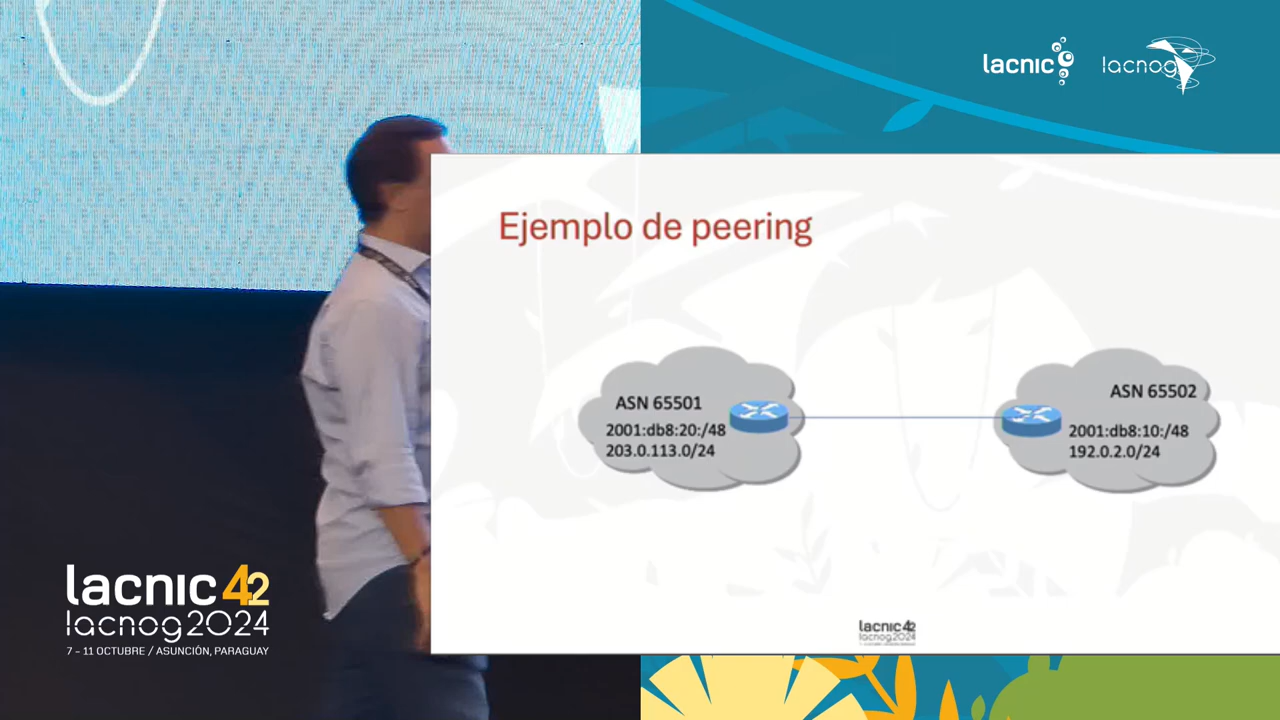 lacnic
lacnog
Ejemplo de peering
ASN 65501
2001:db8:20:/48
203.0.113.0/24
ASN 65502
2001:db8:10:/48
192.0.2.0/24
lacnic42
lacnog2024
lacnic42
lacnog2024
7 - 11 OCTUBRE / ASUNCIÓN, PARAGUAY